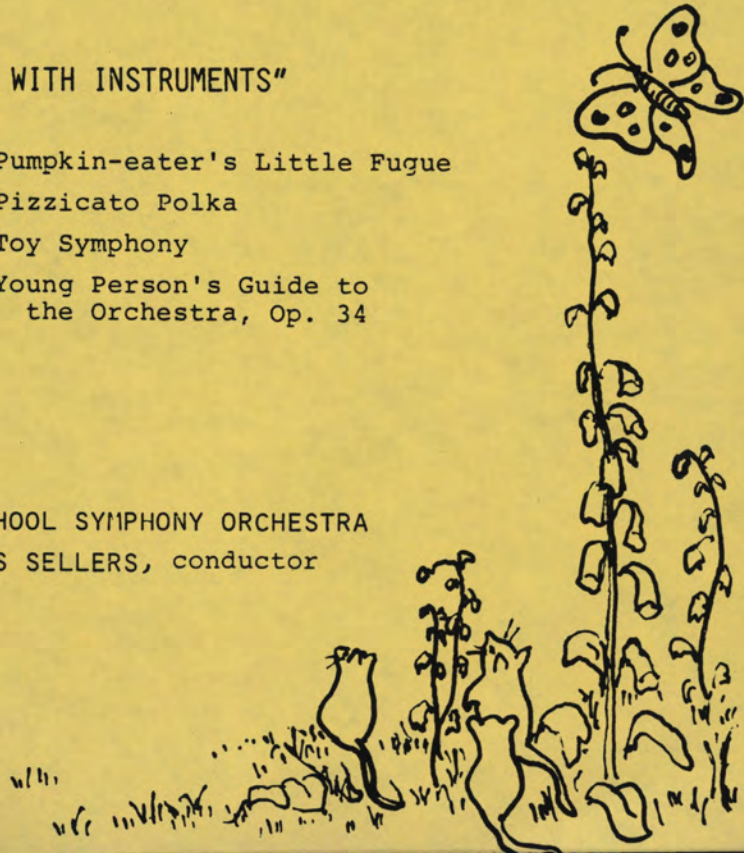 WITH INSTRUMENTS"
Pumpkin-eater's Little Fugue
Pizzicato Polka
Toy Symphony
Young Person's Guide to
the Orchestra, Op. 34
HOOL SYMPHONY ORCHESTRA
S SELLERS, conductor